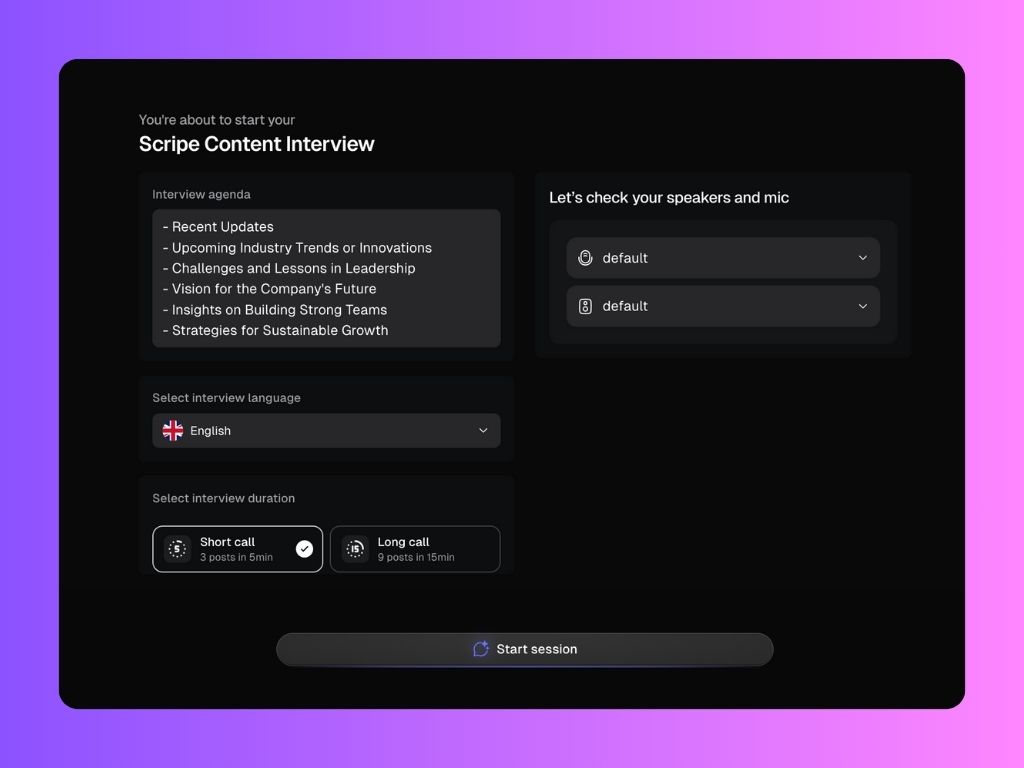 You're about to start your
Scripe Content Interview
Interview agenda
- Recent Updates
- Upcoming Industry Trends or Innovations
- Challenges and Lessons in Leadership
- Vision for the Company's Future
- Insights on Building Strong Teams
- Strategies for Sustainable Growth
Select interview language
English
Select interview duration
5
Short call
3 posts in 5min
15
Long call
9 posts in 15min
Let’s check your speakers and mic
default
default
Start session